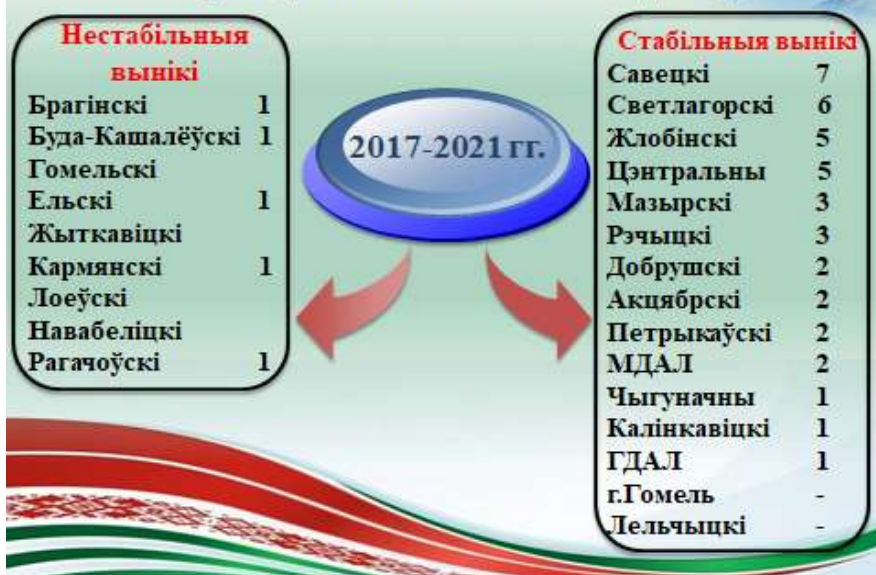 Нестабільныя
вынікі
Брагінскі 1
Буда-Кашалёўскі 1
Гомельскі
Ельскі 1
Жыткавіцкі
Кармянскі 1
Лоеўскі
Навабеліцкі
Рагачоўскі 1
2017-2021 гг.
Стабільныя вынікі
Савецкі 7
Светлагорскі 6
Жлобінскі 5
Цэнтральны 5
Мазырскі 3
Рэчыцкі 3
Добрушскі 2
Акцябрскі 2
Петрыкаўскі 2
МДАЛ 2
Чыгуначны 1
Калінкавіцкі 1
ГДАЛ 1
г.Гомель -
Лельчыцкі -